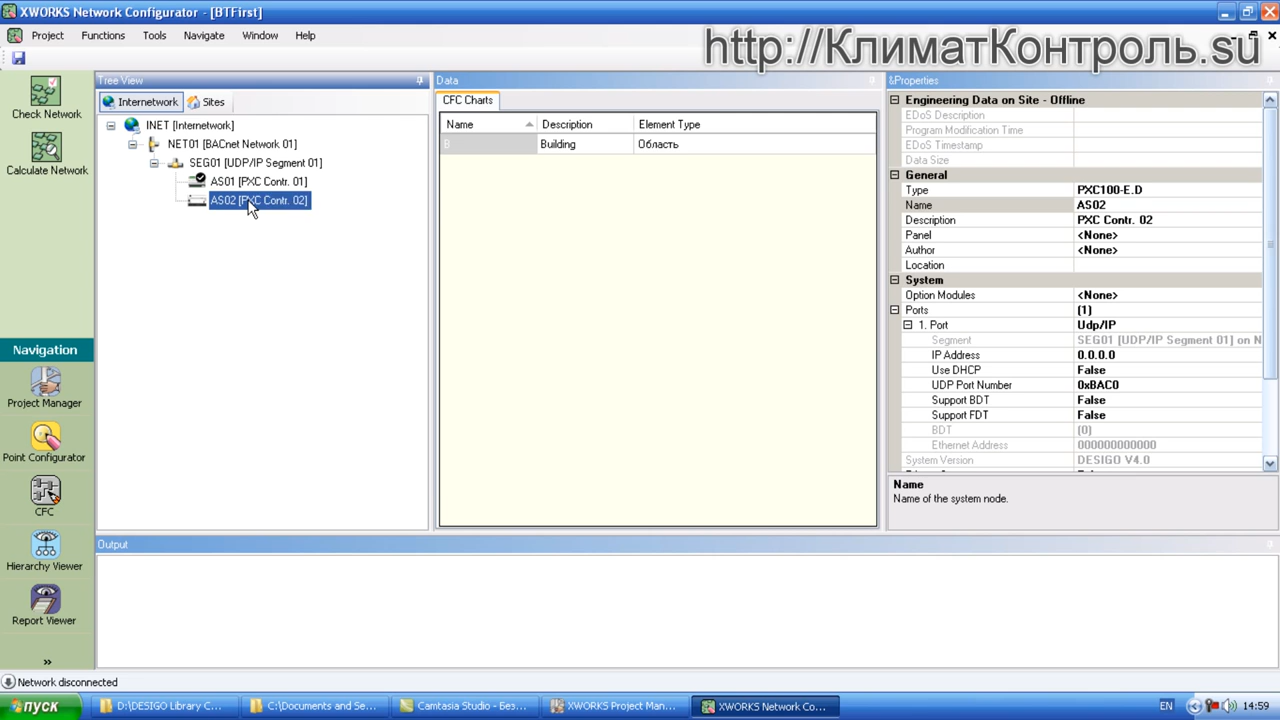 XWORKS Network Configurator - [BTFirst]
Project Functions Tools Navigate Window Help
http://КлиматКонтроль.su
Check Network
Calculate Network
Navigation
Project Manager
Point Configurator
CFC
Hierarchy Viewer
Report Viewer
»
Tree View
Internetwork Sites
INET [Internetwork]
NET01 [BACnet Network 01]
SEG01 [UDP/IP Segment 01]
AS01 [PXC Contr. 01]
AS02 [PXC Contr. 02]
Data
CFC Charts
Name Description Element Type
B Building Область
&Properties
Engineering Data on Site - Offline
EDoS Description
Program Modification Time
EDoS Timestamp
Data Size
General
Type PXC100-E.D
Name AS02
Description PXC Contr. 02
Panel <None>
Author <None>
Location
System
Option Modules <None>
Ports (1)
1. Port Udp/IP
Segment SEG01 [UDP/IP Segment 01] on N
IP Address 0.0.0.0
Use DHCP False
UDP Port Number 0xBAC0
Support BDT False
Support FDT False
BDT (0)
Ethernet Address 000000000000
System Version DESIGO V4.0
Name
Name of the system node.
Output
Network disconnected
пуск D:\DESIGO Library C... C:\Documents and Se... Camtasia Studio - Без... XWORKS Project Man... XWORKS Network Co... EN 14:59